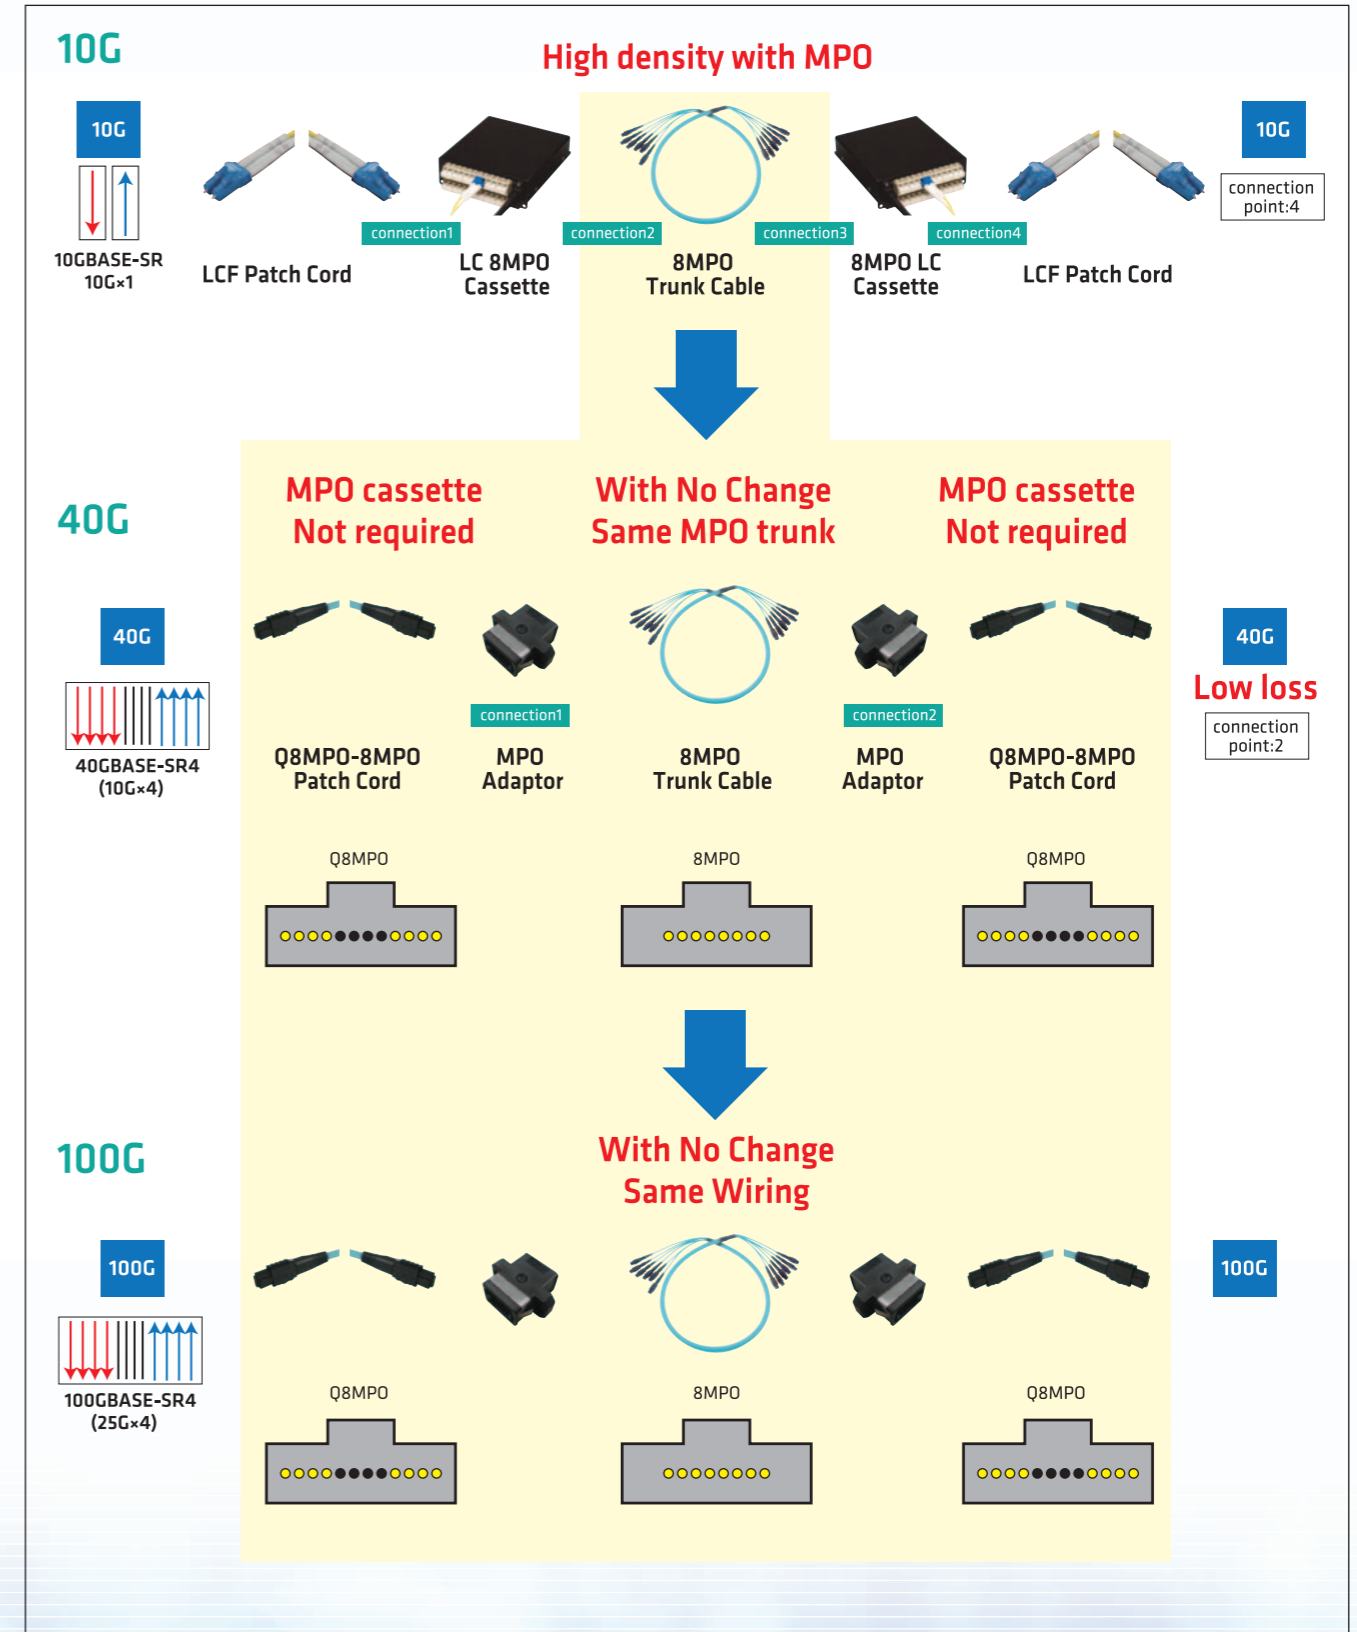 10G
High density with MPO
10G
10G
connection
point:4
connection1
connection2
connection3
connection4
10GBASE-SR
10G×1
LCF Patch Cord
LC 8MPO
Cassette
8MPO
Trunk Cable
8MPO LC
Cassette
LCF Patch Cord
40G
MPO cassette
Not required
With No Change
Same MPO trunk
MPO cassette
Not required
40G
40G
Low loss
connection
point:2
connection1
connection2
40GBASE-SR4
(10G×4)
Q8MPO-8MPO
Patch Cord
MPO
Adaptor
8MPO
Trunk Cable
MPO
Adaptor
Q8MPO-8MPO
Patch Cord
Q8MPO
8MPO
Q8MPO
100G
With No Change
Same Wiring
100G
100G
100GBASE-SR4
(25G×4)
Q8MPO
8MPO
Q8MPO